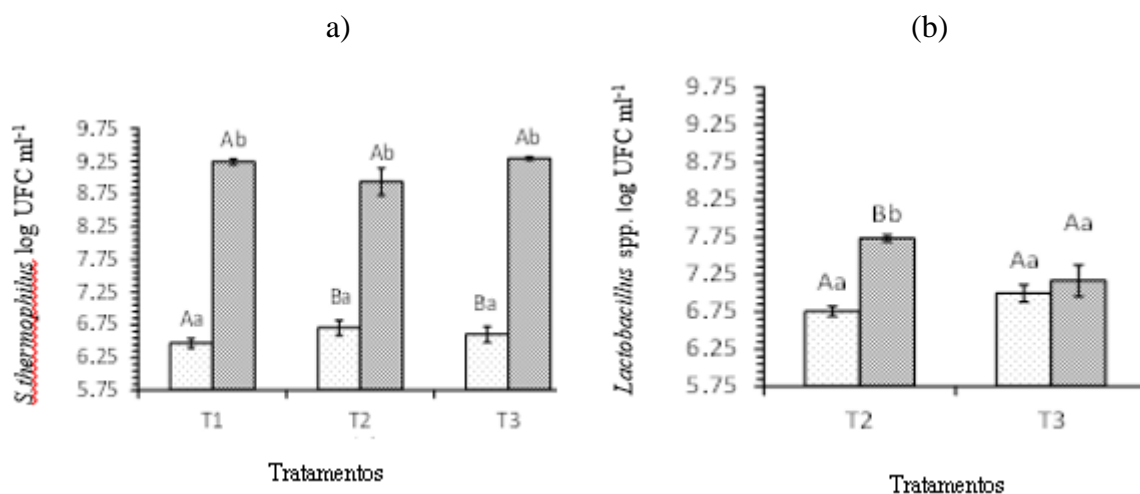 a)
(b)
S. thermophilus log UFC ml-1
9.75
9.25
8.75
8.25
7.75
7.25
6.75
6.25
5.75
Aa
Ab
Ba
Ab
Ba
Ab
T1
T2
T3
Tratamentos
Lactobacillus spp. log UFC ml-1
9.75
9.25
8.75
8.25
7.75
7.25
6.75
6.25
5.75
Aa
Bb
Aa
Aa
T2
T3
Tratamentos